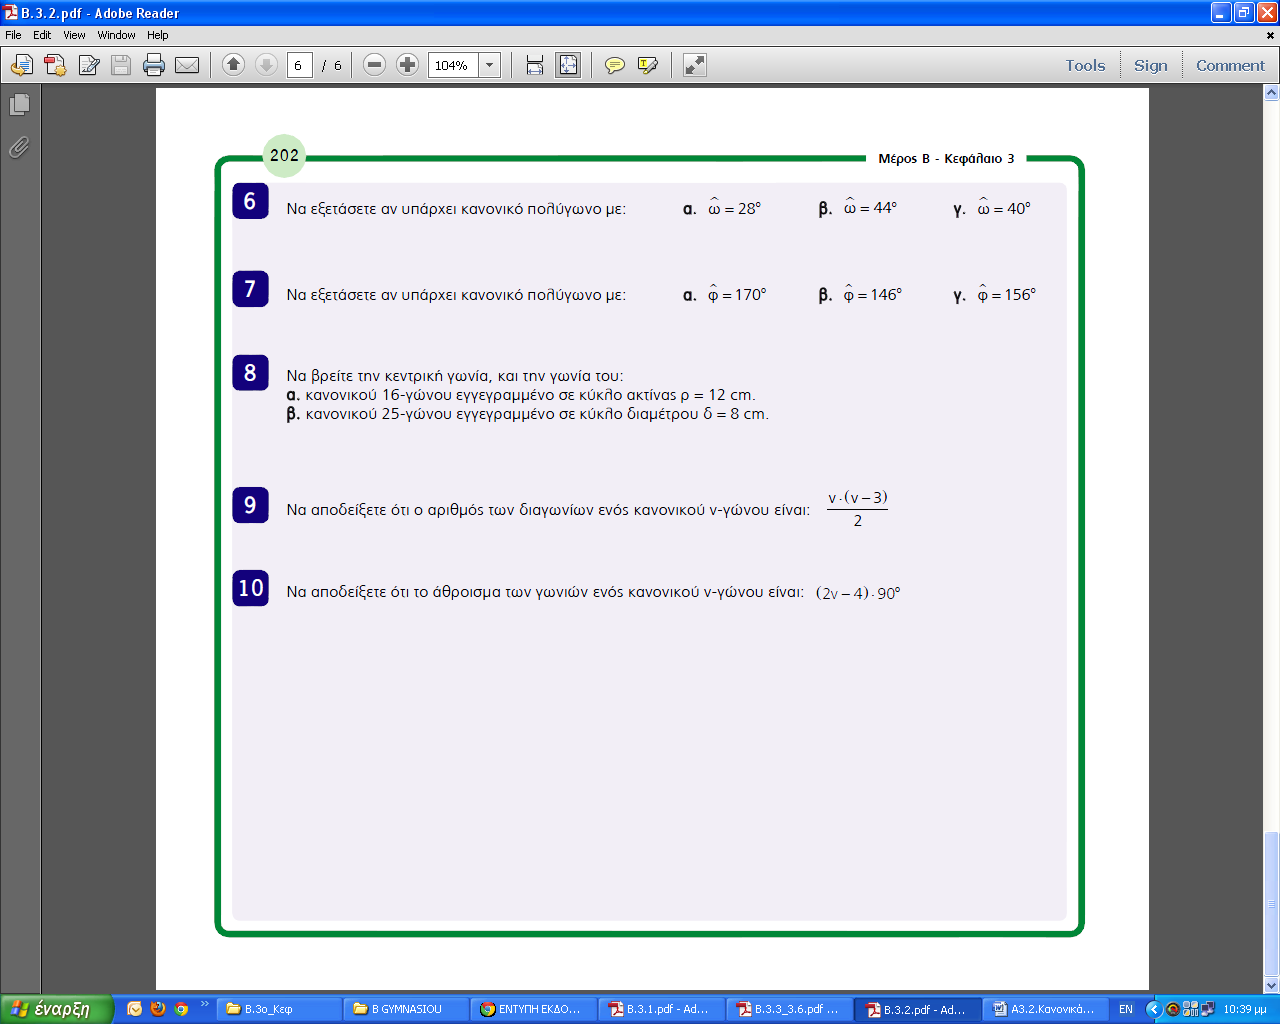 B.3.2.pdf - Adobe Reader
File Edit View Window Help
6 / 6 104% Tools Sign Comment
202 Μέρος Β - Κεφάλαιο 3
6 Να εξετάσετε αν υπάρχει κανονικό πολύγωνο με: α. ω̂ = 28° β. ω̂ = 44° γ. ω̂ = 40°
7 Να εξετάσετε αν υπάρχει κανονικό πολύγωνο με: α. φ̂ = 170° β. φ̂ = 146° γ. φ̂ = 156°
8 Να βρείτε την κεντρική γωνία, και την γωνία του:
α. κανονικού 16-γώνου εγγεγραμμένο σε κύκλο ακτίνας ρ = 12 cm.
β. κανονικού 25-γώνου εγγεγραμμένο σε κύκλο διαμέτρου δ = 8 cm.
9 Να αποδείξετε ότι ο αριθμός των διαγωνίων ενός κανονικού ν-γώνου είναι: ν·(ν – 3)
2
10 Να αποδείξετε ότι το άθροισμα των γωνιών ενός κανονικού ν-γώνου είναι: (2ν – 4)·90°
έναρξη B.3ο_Κεφ B GYMNASIOU ΕΝΤΥΠΗ ΕΚΔΟ... B.3.1.pdf - Ad... B.3.3_3.6.pdf ... B.3.2.pdf - Ad... A3.2.Κανονικά... EN 10:39 μμ